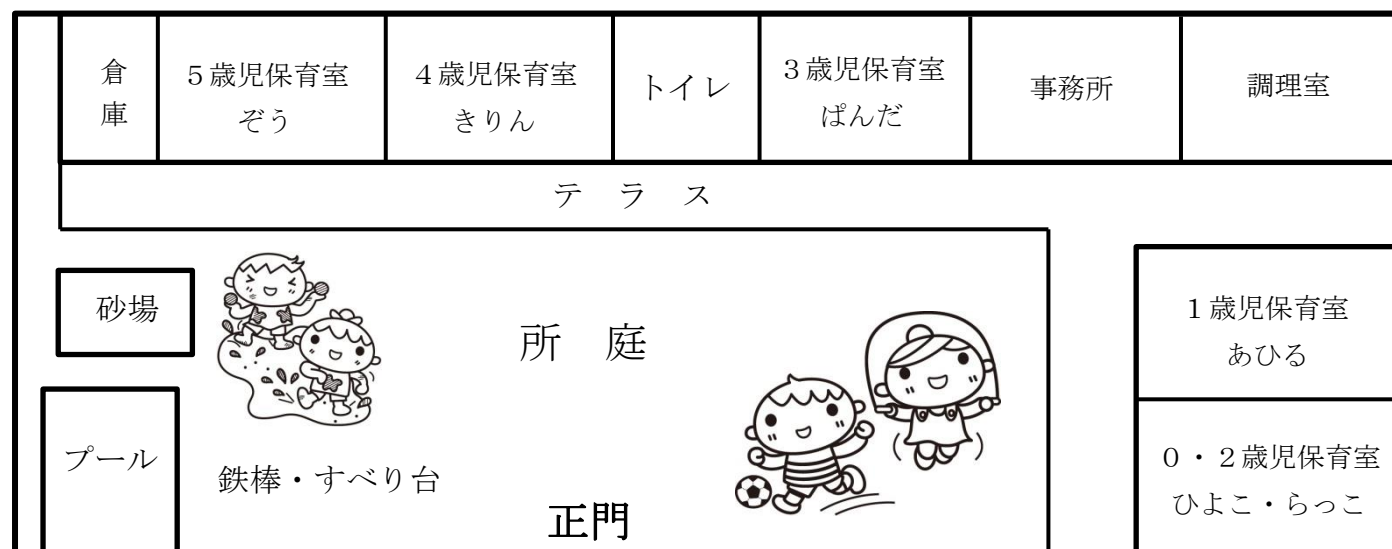 倉庫
５歳児保育室
ぞう
４歳児保育室
きりん
トイレ
３歳児保育室
ぱんだ
事務所
調理室
テ ラ ス
砂場
所 庭
１歳児保育室
あひる
プール
鉄棒・すべり台
正門
０・２歳児保育室
ひよこ・らっこ